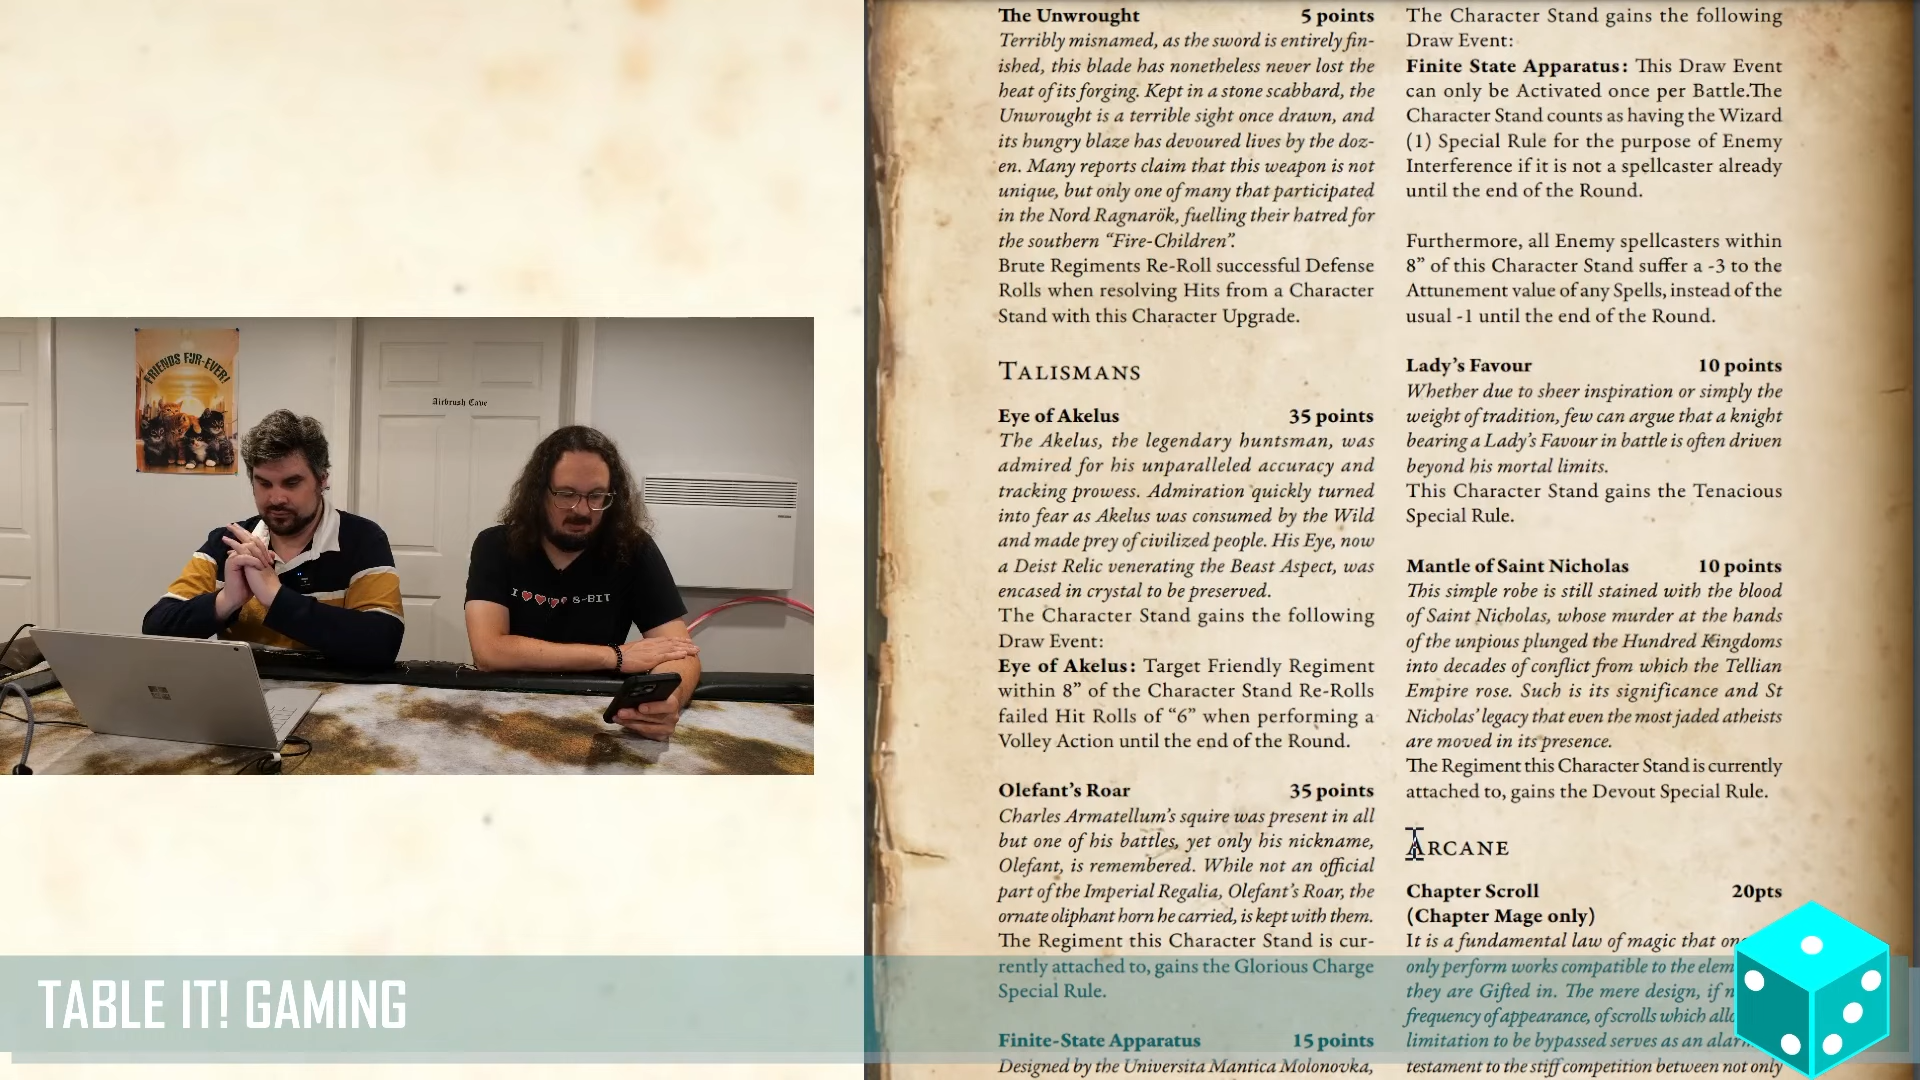 FRIENDS FUR-EVER!
Airbrush Cave
8-BIT
TABLE IT! GAMING
The Unwrought 5 points
Terribly misnamed, as the sword is entirely fin-
ished, this blade has nonetheless never lost the
heat of its forging. Kept in a stone scabbard, the
Unwrought is a terrible sight once drawn, and
its hungry blaze has devoured lives by the doz-
en. Many reports claim that this weapon is not
unique, but only one of many that participated
in the Nord Ragnarök, fuelling their hatred for
the southern “Fire-Children”.
Brute Regiments Re-Roll successful Defense
Rolls when resolving Hits from a Character
Stand with this Character Upgrade.
TALISMANS
Eye of Akelus 35 points
The Akelus, the legendary huntsman, was
admired for his unparalleled accuracy and
tracking prowess. Admiration quickly turned
into fear as Akelus was consumed by the Wild
and made prey of civilized people. His Eye, now
a Deist Relic venerating the Beast Aspect, was
encased in crystal to be preserved.
The Character Stand gains the following
Draw Event:
Eye of Akelus: Target Friendly Regiment
within 8” of the Character Stand Re-Rolls
failed Hit Rolls of “6” when performing a
Volley Action until the end of the Round.
Olefant’s Roar 35 points
Charles Armatellum’s squire was present in all
but one of his battles, yet only his nickname,
Olefant, is remembered. While not an official
part of the Imperial Regalia, Olefant’s Roar, the
ornate oliphant horn he carried, is kept with them.
The Regiment this Character Stand is cur-
rently attached to, gains the Glorious Charge
Special Rule.
Finite-State Apparatus 15 points
Designed by the Universita Mantica Molonovka,
The Character Stand gains the following
Draw Event:
Finite State Apparatus: This Draw Event
can only be Activated once per Battle.The
Character Stand counts as having the Wizard
(1) Special Rule for the purpose of Enemy
Interference if it is not a spellcaster already
until the end of the Round.
Furthermore, all Enemy spellcasters within
8” of this Character Stand suffer a -3 to the
Attunement value of any Spells, instead of the
usual -1 until the end of the Round.
Lady’s Favour 10 points
Whether due to sheer inspiration or simply the
weight of tradition, few can argue that a knight
bearing a Lady’s Favour in battle is often driven
beyond his mortal limits.
This Character Stand gains the Tenacious
Special Rule.
Mantle of Saint Nicholas 10 points
This simple robe is still stained with the blood
of Saint Nicholas, whose murder at the hands
of the unpious plunged the Hundred Kingdoms
into decades of conflict from which the Tellian
Empire rose. Such is its significance and St
Nicholas’ legacy that even the most jaded atheists
are moved in its presence.
The Regiment this Character Stand is currently
attached to, gains the Devout Special Rule.
ARCANE
Chapter Scroll 20pts
(Chapter Mage only)
It is a fundamental law of magic that
only perform works compatible to the
they are Gifted in. The mere design, if
frequency of appearance, of scrolls which
limitation to be bypassed serves as an
testament to the stiff competition between not only